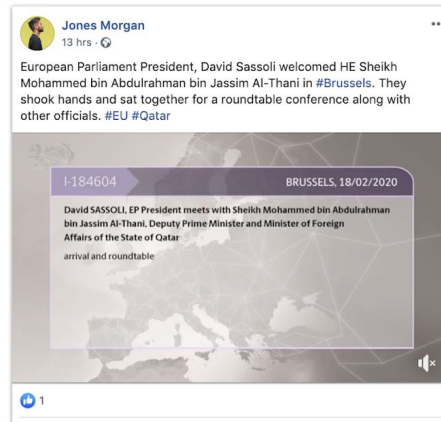 Jones Morgan
13 hrs ·
European Parliament President, David Sassoli welcomed HE Sheikh
Mohammed bin Abdulrahman bin Jassim Al-Thani in #Brussels. They
shook hands and sat together for a roundtable conference along with
other officials. #EU #Qatar
I-184604
BRUSSELS, 18/02/2020
David SASSOLI, EP President meets with Sheikh Mohammed bin Abdulrahman
bin Jassim Al-Thani, Deputy Prime Minister and Minister of Foreign
Affairs of the State of Qatar
arrival and roundtable
1